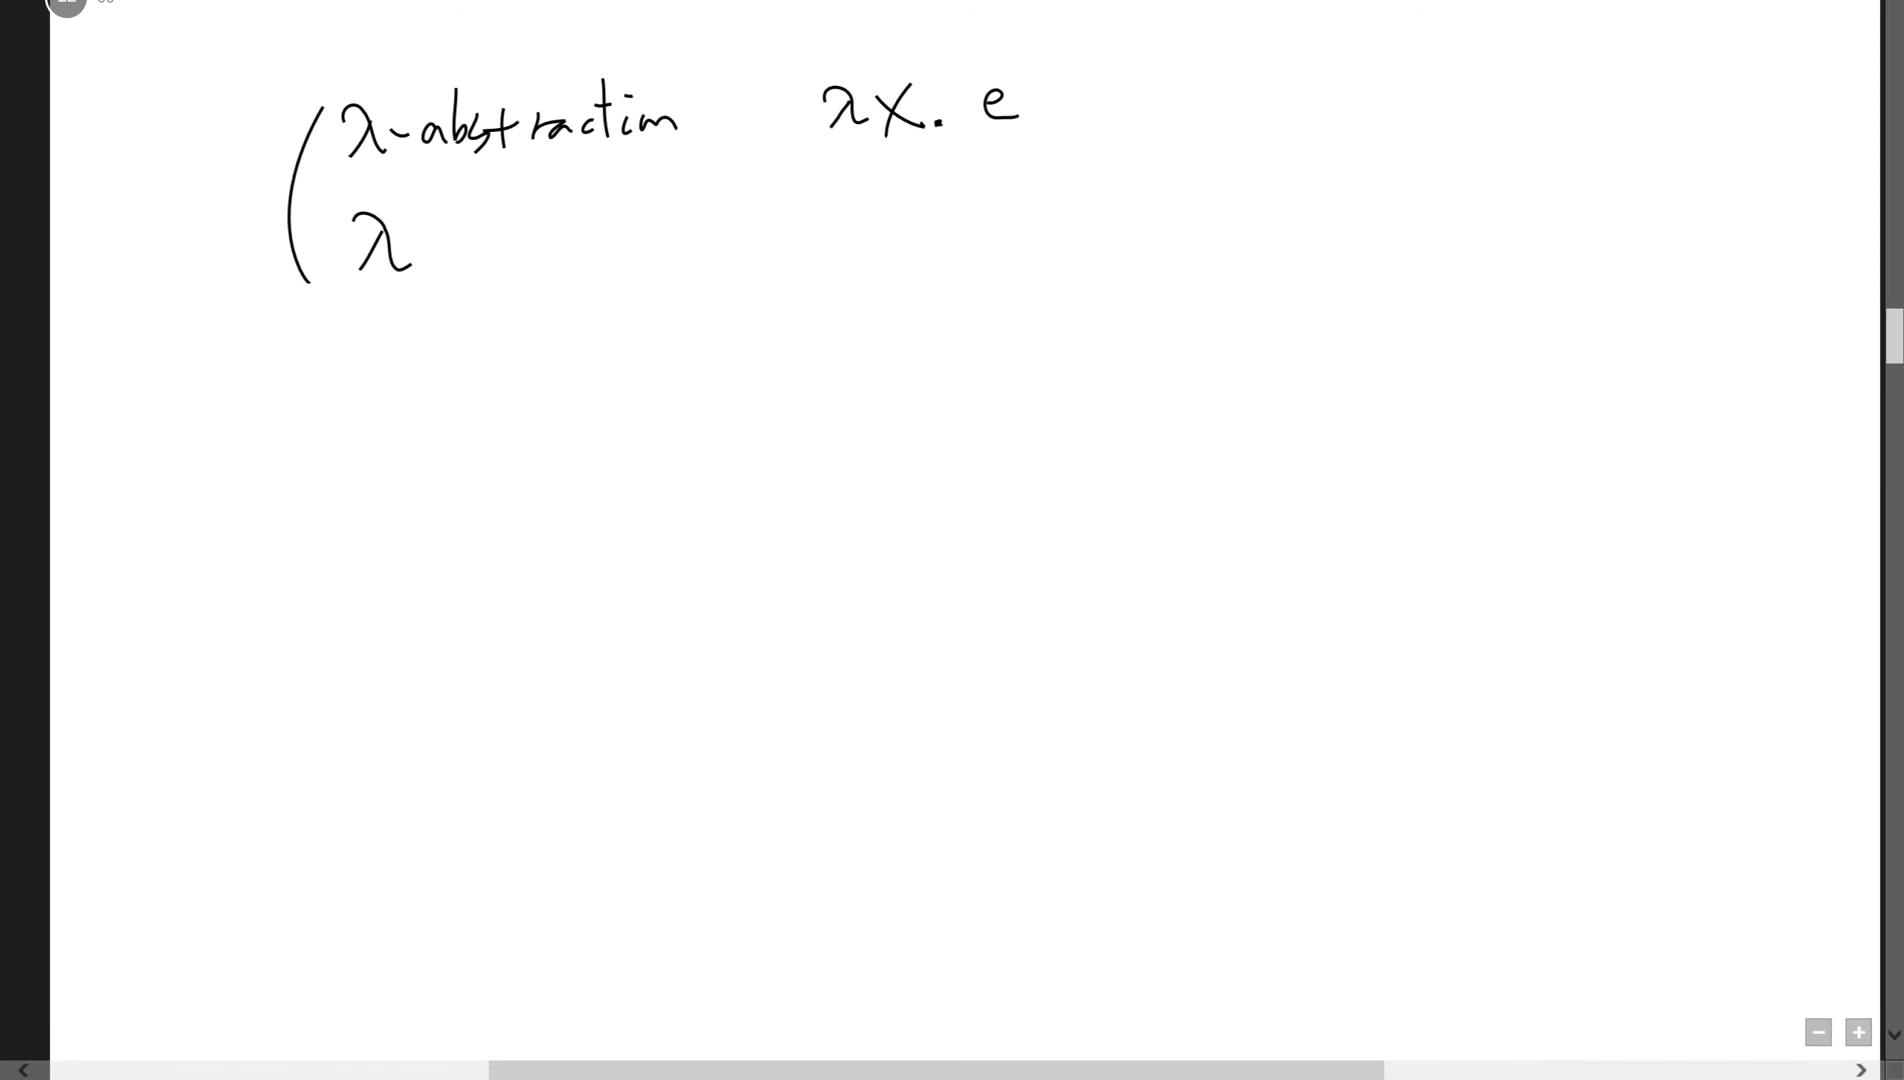 ( λ-abstraction λx. e
λ